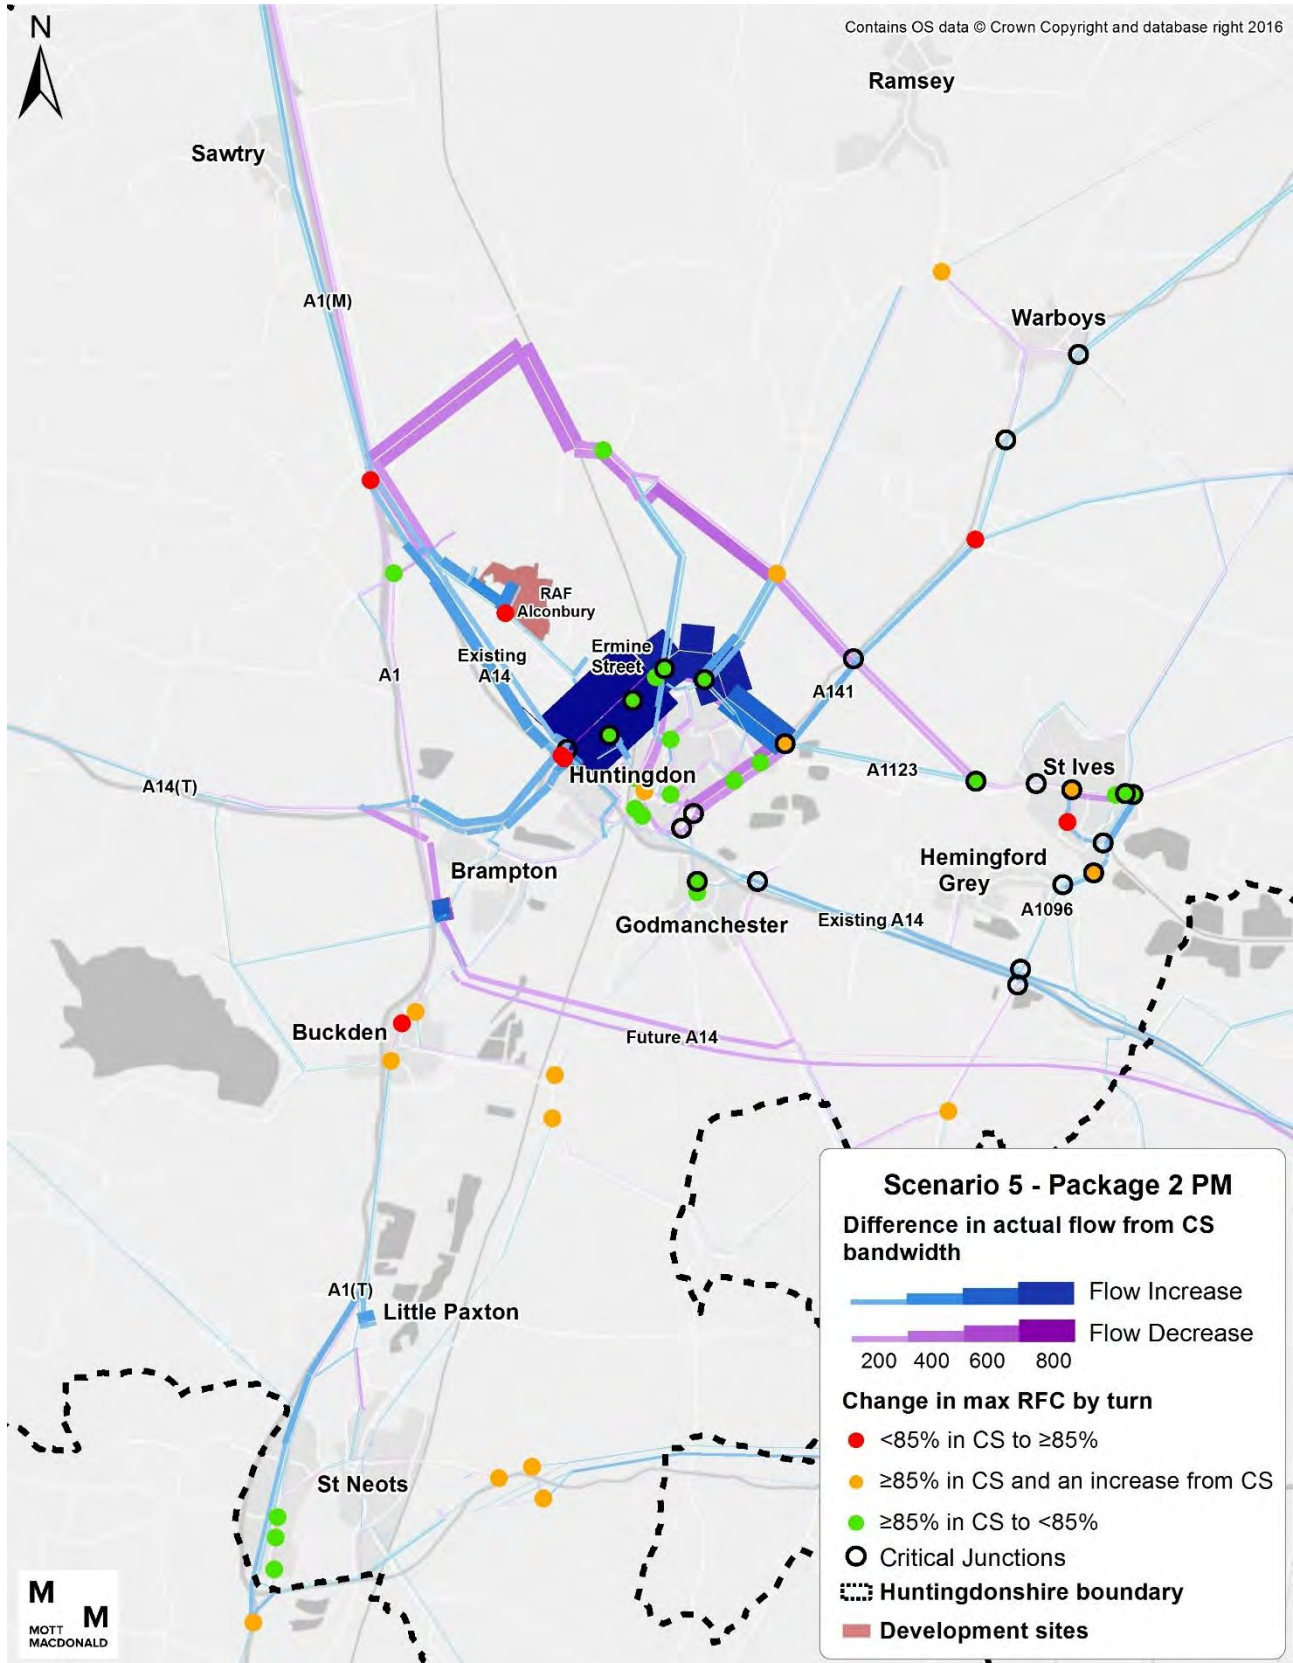 N
Contains OS data © Crown Copyright and database right 2016
Ramsey
Sawtry
A1(M)
Warboys
RAF
Alconbury
Ermine
Street
Existing
A14
A1
A141
A14(T)
Huntingdon
A1123
St Ives
Brampton
Hemingford
Grey
A1096
Godmanchester
Existing A14
Buckden
Future A14
A1(T)
Little Paxton
St Neots
Scenario 5 - Package 2 PM
Difference in actual flow from CS
bandwidth
Flow Increase
Flow Decrease
200 400 600 800
Change in max RFC by turn
<85% in CS to ≥85%
≥85% in CS and an increase from CS
≥85% in CS to <85%
Critical Junctions
Huntingdonshire boundary
Development sites
M
M
MOTT
MACDONALD